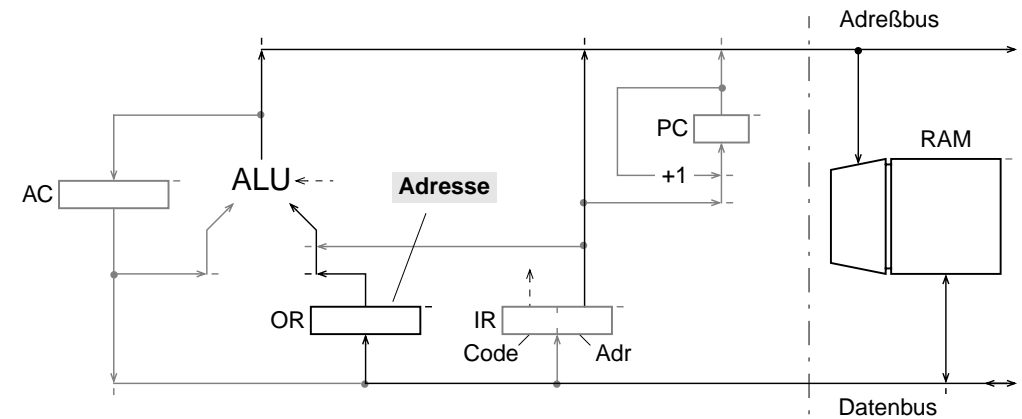 Adreßbus
PC
RAM
+1
ALU
Adresse
AC
OR
IR
Code
Adr
Datenbus